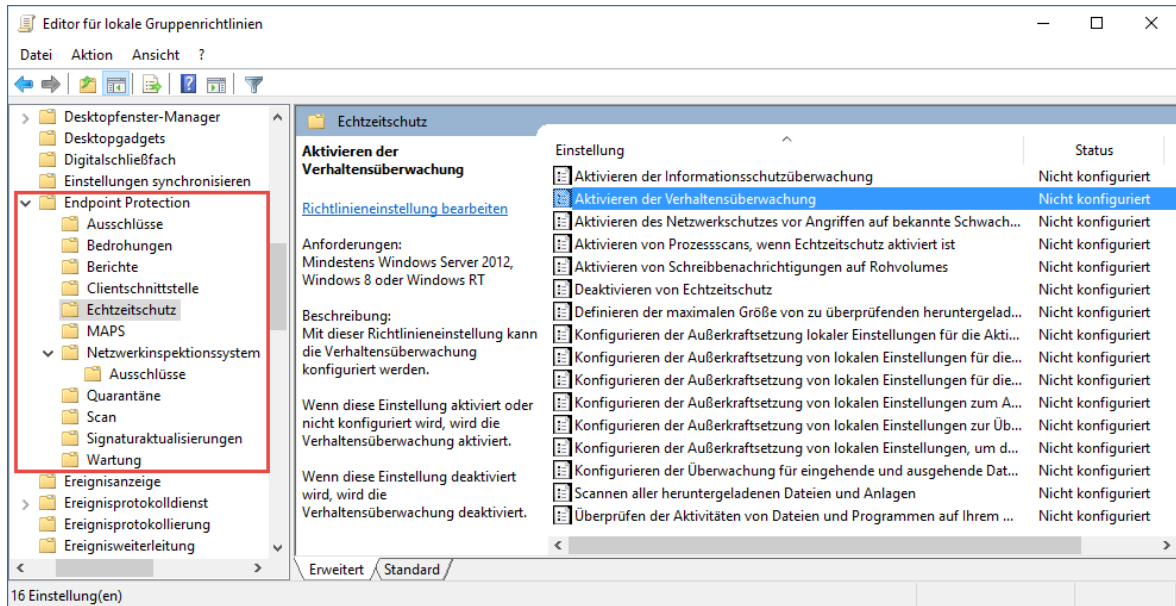 Editor für lokale Gruppenrichtlinien
Datei Aktion Ansicht ?
Desktopfenster-Manager
Desktopgadgets
Digitalschließfach
Einstellungen synchronisieren
Endpoint Protection
Ausschlüsse
Bedrohungen
Berichte
Clientschnittstelle
Echtzeitschutz
MAPS
Netzwerkinspektionssystem
Ausschlüsse
Quarantäne
Scan
Signaturaktualisierungen
Wartung
Ereignisanzeige
Ereignisprotokolldienst
Ereignisprotokollierung
Ereignisweiterleitung
Echtzeitschutz
Aktivieren der
Verhaltensüberwachung
Richtlinieneinstellung bearbeiten
Anforderungen:
Mindestens Windows Server 2012,
Windows 8 oder Windows RT
Beschreibung:
Mit dieser Richtlinieneinstellung kann
die Verhaltensüberwachung
konfiguriert werden.
Wenn diese Einstellung aktiviert oder
nicht konfiguriert wird, wird die
Verhaltensüberwachung aktiviert.
Wenn diese Einstellung deaktiviert
wird, wird die
Verhaltensüberwachung deaktiviert.
Einstellung Status
Aktivieren der Informationsschutzüberwachung Nicht konfiguriert
Aktivieren der Verhaltensüberwachung Nicht konfiguriert
Aktivieren des Netzwerkschutzes vor Angriffen auf bekannte Schwach... Nicht konfiguriert
Aktivieren von Prozessscans, wenn Echtzeitschutz aktiviert ist Nicht konfiguriert
Aktivieren von Schreibbenachrichtigungen auf Rohvolumes Nicht konfiguriert
Deaktivieren von Echtzeitschutz Nicht konfiguriert
Definieren der maximalen Größe von zu überprüfenden heruntergelad... Nicht konfiguriert
Konfigurieren der Außerkraftsetzung lokaler Einstellungen für die Akti... Nicht konfiguriert
Konfigurieren der Außerkraftsetzung von lokalen Einstellungen für die... Nicht konfiguriert
Konfigurieren der Außerkraftsetzung von lokalen Einstellungen für die... Nicht konfiguriert
Konfigurieren der Außerkraftsetzung von lokalen Einstellungen zum A... Nicht konfiguriert
Konfigurieren der Außerkraftsetzung von lokalen Einstellungen zur Üb... Nicht konfiguriert
Konfigurieren der Außerkraftsetzung von lokalen Einstellungen, um d... Nicht konfiguriert
Konfigurieren der Überwachung für eingehende und ausgehende Dat... Nicht konfiguriert
Scannen aller heruntergeladenen Dateien und Anlagen Nicht konfiguriert
Überprüfen der Aktivitäten von Dateien und Programmen auf Ihrem ... Nicht konfiguriert
Erweitert Standard
16 Einstellung(en)